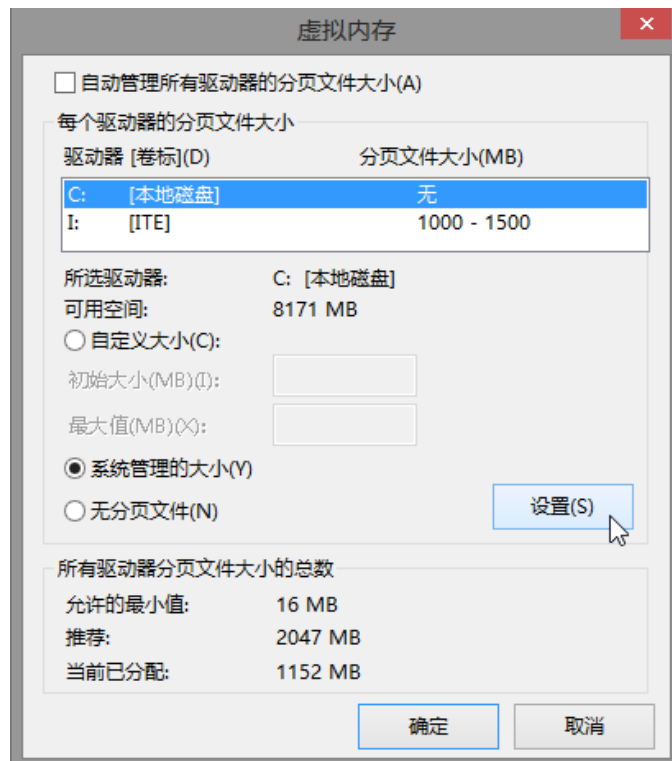 虚拟内存
自动管理所有驱动器的分页文件大小(A)
每个驱动器的分页文件大小
驱动器 [卷标](D) 分页文件大小(MB)
C: [本地磁盘] 无
I: [ITE] 1000 - 1500
所选驱动器: C: [本地磁盘]
可用空间: 8171 MB
自定义大小(C):
初始大小(MB)(I):
最大值(MB)(X):
系统管理的大小(Y)
无分页文件(N) 设置(S)
所有驱动器分页文件大小的总数
允许的最小值: 16 MB
推荐: 2047 MB
当前已分配: 1152 MB
确定 取消